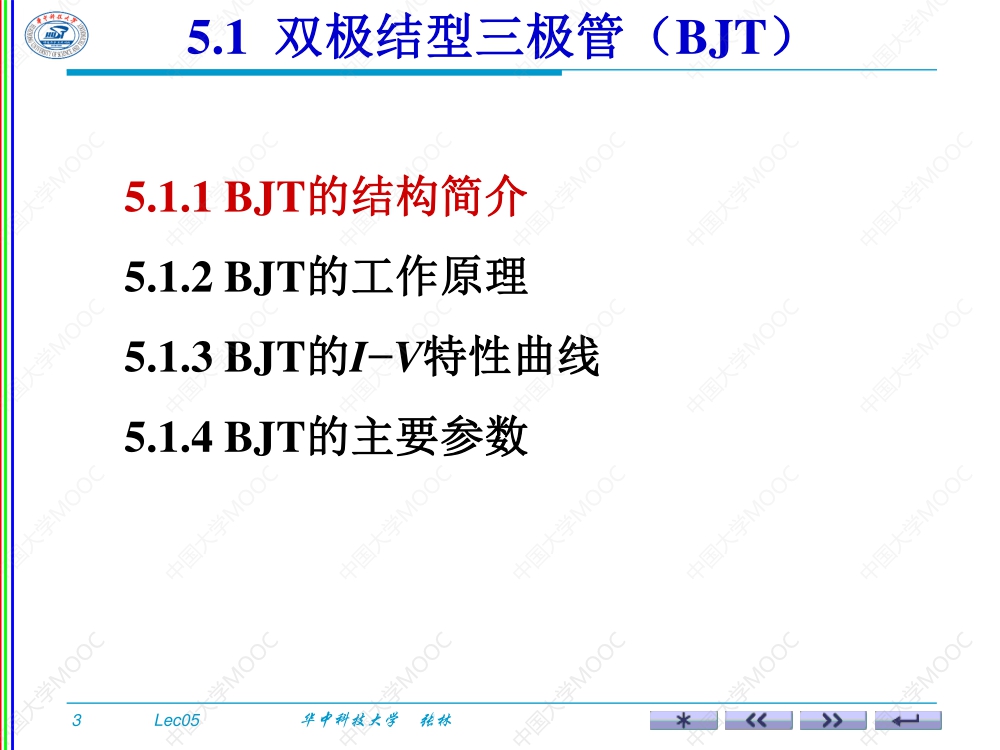 5.1 双极结型三极管（BJT）
5.1.1 BJT的结构简介
5.1.2 BJT的工作原理
5.1.3 BJT的I−V特性曲线
5.1.4 BJT的主要参数
3 Lec05 华中科技大学 张林
中国大学MOOC